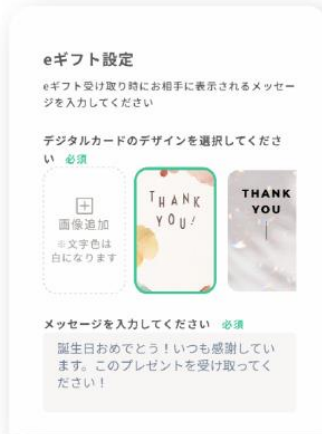 eギフト設定
eギフト受け取り時にお相手に表示されるメッセー
ジを入力してください
デジタルカードのデザインを選択してくださ
い 必須
画像追加
※文字色は
白になります
THANK
YOU!
THANK
YOU
メッセージを入力してください 必須
誕生日おめでとう！いつも感謝してい
ます。このプレゼントを受け取ってく
ださい！